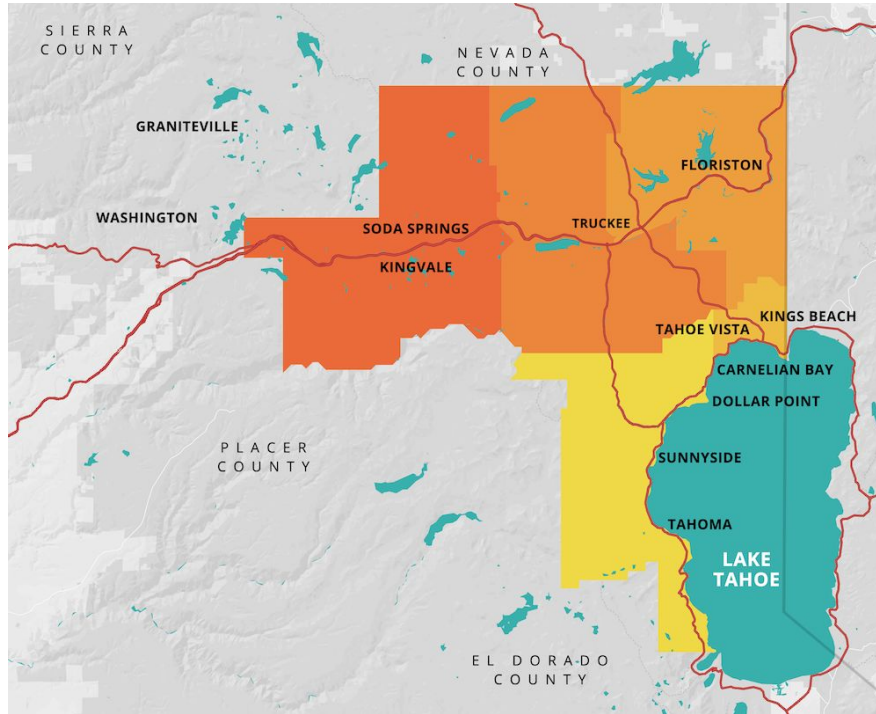 SIERRA
COUNTY
NEVADA
COUNTY
GRANITEVILLE
FLORISTON
WASHINGTON
SODA SPRINGS
TRUCKEE
KINGVALE
KINGS BEACH
TAHOE VISTA
CARNELIAN BAY
DOLLAR POINT
PLACER
COUNTY
SUNNYSIDE
TAHOMA
LAKE
TAHOE
EL DORADO
COUNTY